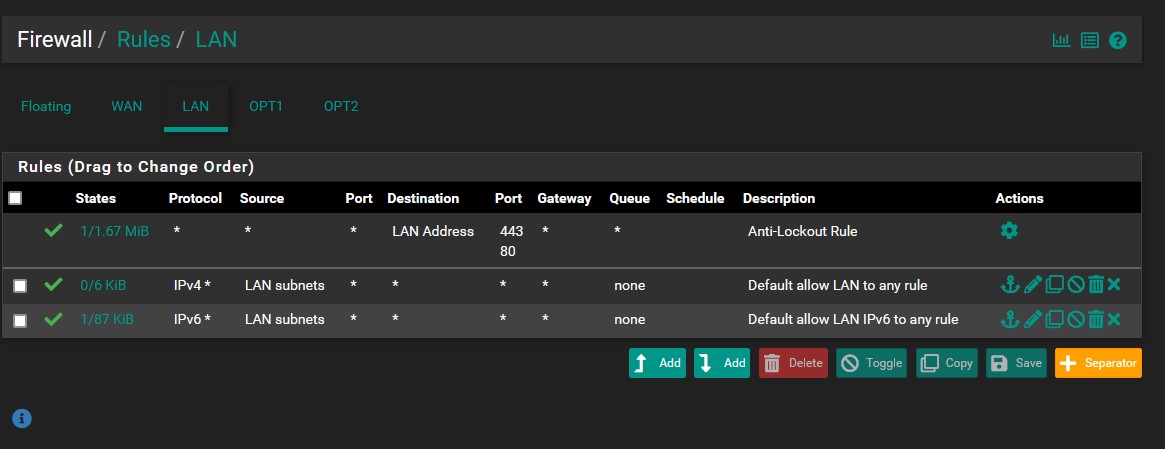 Firewall / Rules / LAN
Floating WAN LAN OPT1 OPT2
Rules (Drag to Change Order)
States Protocol Source Port Destination Port Gateway Queue Schedule Description Actions
1/1.67 MiB * * * LAN Address 443 * * Anti-Lockout Rule
80
0/6 KiB IPv4 * LAN subnets * * * * none Default allow LAN to any rule
1/87 KiB IPv6 * LAN subnets * * * * none Default allow LAN IPv6 to any rule
Add Add Delete Toggle Copy Save Separator